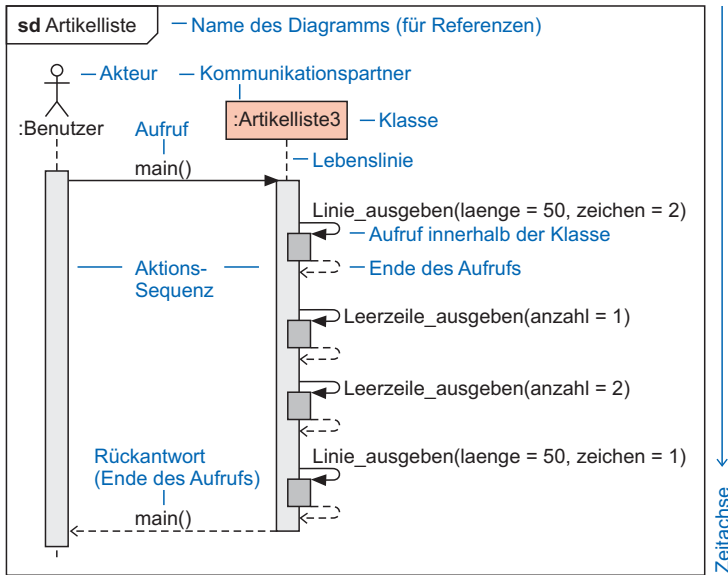 sd Artikelliste
Name des Diagramms (für Referenzen)
Akteur
Kommunikationspartner
:Benutzer
Aufruf
:Artikelliste3
Klasse
main()
Lebenslinie
Linie_ausgeben(laenge = 50, zeichen = 2)
Aufruf innerhalb der Klasse
Aktions-
Sequenz
Ende des Aufrufs
Leerzeile_ausgeben(anzahl = 1)
Leerzeile_ausgeben(anzahl = 2)
Rückantwort
(Ende des Aufrufs)
Linie_ausgeben(laenge = 50, zeichen = 1)
main()
Zeitachse